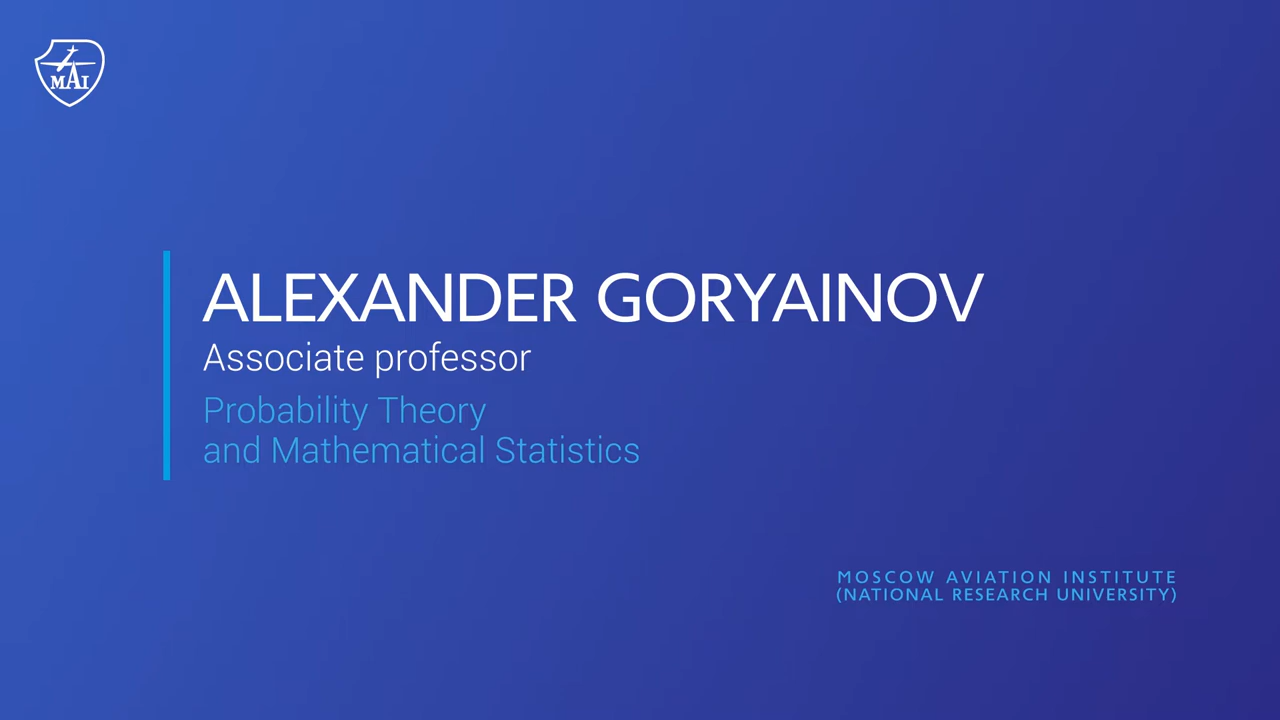 MAI
ALEXANDER GORYAINOV
Associate professor
Probability Theory
and Mathematical Statistics
MOSCOW AVIATION INSTITUTE
(NATIONAL RESEARCH UNIVERSITY)